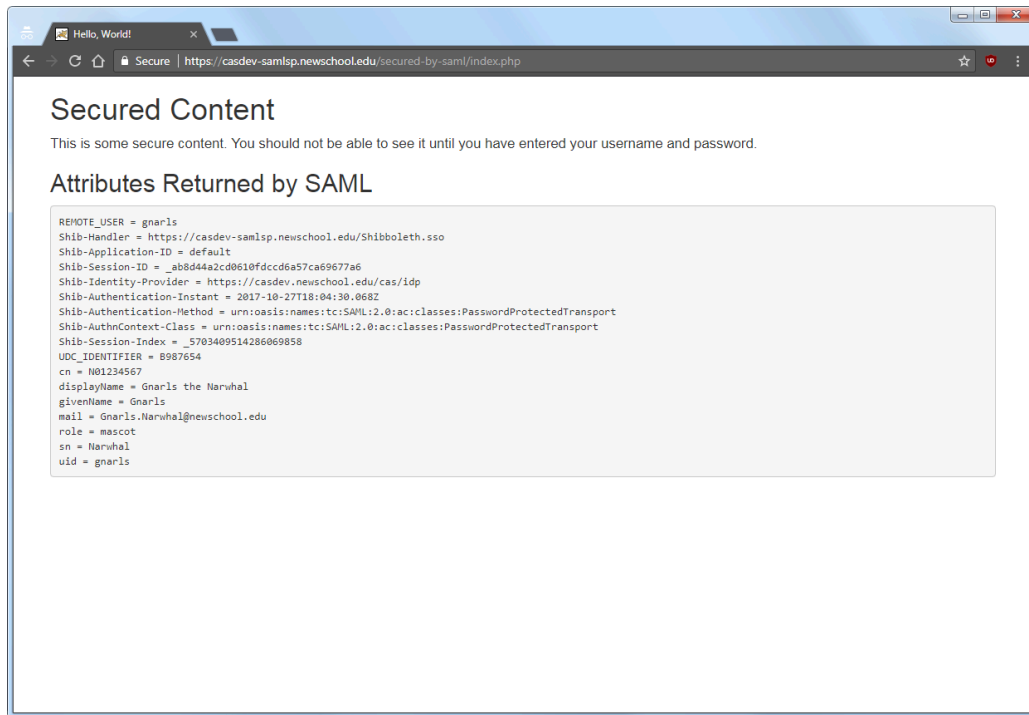 Hello, World!
Secure | https://casdev-samlsp.newschool.edu/secured-by-saml/index.php
Secured Content
This is some secure content. You should not be able to see it until you have entered your username and password.
Attributes Returned by SAML
REMOTE_USER = gnarls
Shib-Handler = https://casdev-samlsp.newschool.edu/Shibboleth.sso
Shib-Application-ID = default
Shib-Session-ID = _ab8d44a2cd0610fdccd6a57ca69677a6
Shib-Identity-Provider = https://casdev.newschool.edu/cas/idp
Shib-Authentication-Instant = 2017-10-27T18:04:30.068Z
Shib-Authentication-Method = urn:oasis:names:tc:SAML:2.0:ac:classes:PasswordProtectedTransport
Shib-AuthnContext-Class = urn:oasis:names:tc:SAML:2.0:ac:classes:PasswordProtectedTransport
Shib-Session-Index = _5703409514286069858
UDC_IDENTIFIER = B987654
cn = N01234567
displayName = Gnarls the Narwhal
givenName = Gnarls
mail = Gnarls.Narwhal@newschool.edu
role = mascot
sn = Narwhal
uid = gnarls